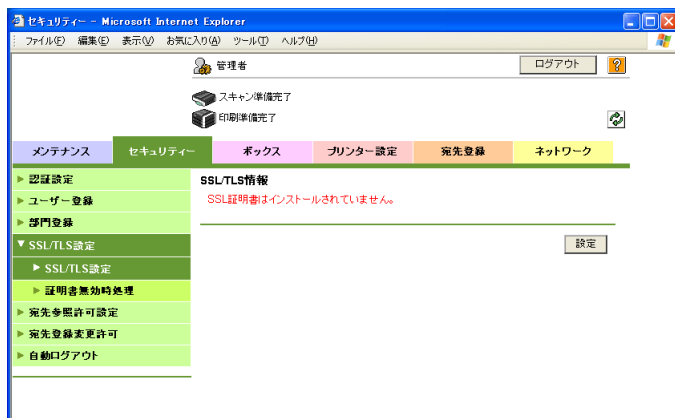 セキュリティー - Microsoft Internet Explorer
ファイル(F) 編集(E) 表示(V) お気に入り(A) ツール(T) ヘルプ(H)
管理者
ログアウト
?
スキャン準備完了
印刷準備完了
メンテナンス セキュリティー ボックス プリンター設定 宛先登録 ネットワーク
認証設定
SSL/TLS情報
ユーザー登録
SSL証明書はインストールされていません。
部門登録
SSL/TLS設定
設定
SSL/TLS設定
証明書無効時処理
宛先参照許可設定
宛先登録変更許可
自動ログアウト